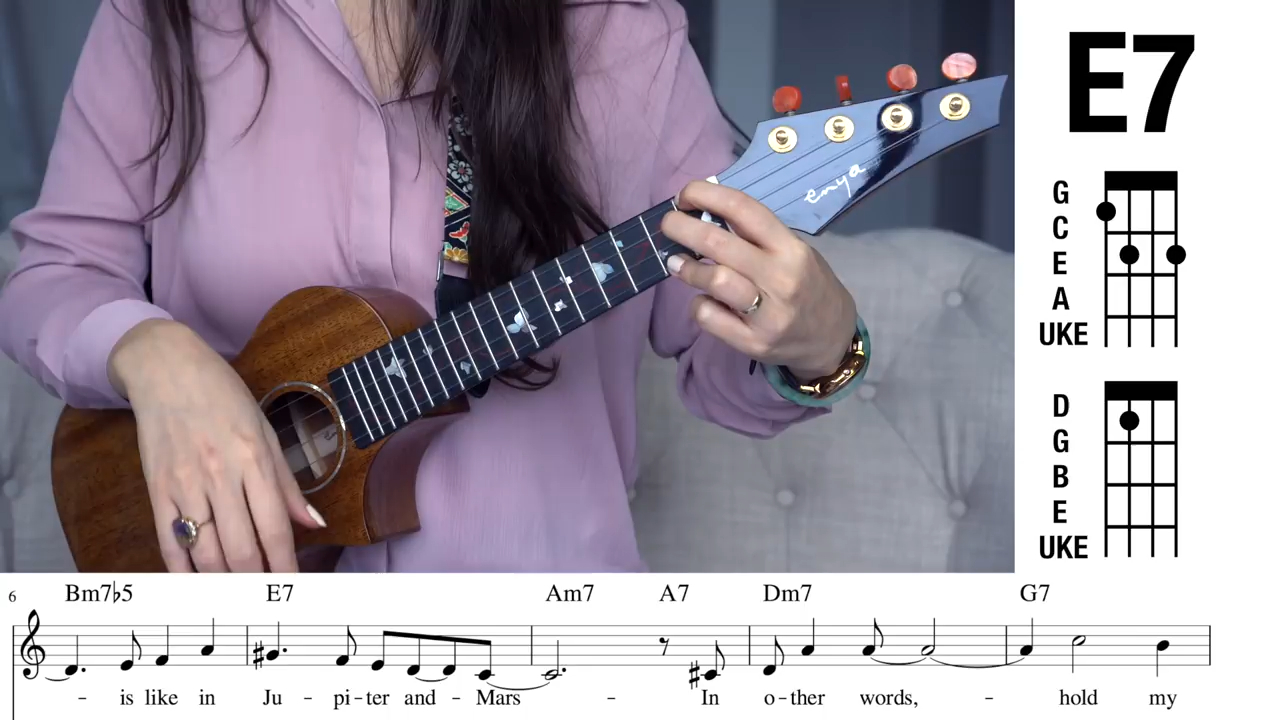 enya
E7
G
C
E
A
UKE
D
G
B
E
UKE
6 Bm7♭5 E7 Am7 A7 Dm7 G7
- is like in Ju - pi - ter and - Mars - In o - ther words, - hold my